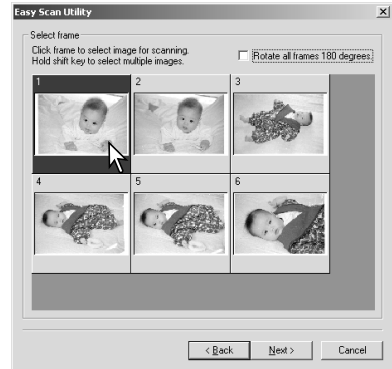 Easy Scan Utility
Select frame
Click frame to select image for scanning.
Hold shift key to select multiple images.
Rotate all frames 180 degrees.
1 2 3
4 5 6
< Back Next > Cancel